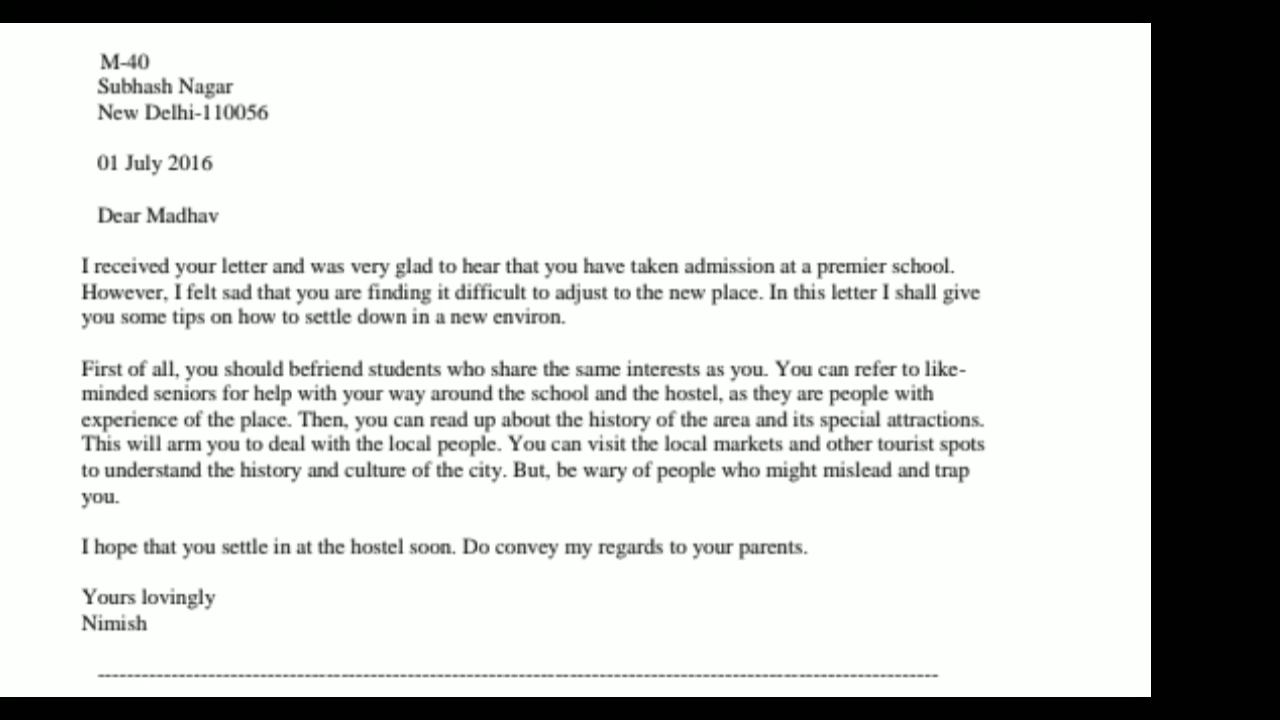 M-40
Subhash Nagar
New Delhi-110056
01 July 2016
Dear Madhav
I received your letter and was very glad to hear that you have taken admission at a premier school.
However, I felt sad that you are finding it difficult to adjust to the new place. In this letter I shall give
you some tips on how to settle down in a new environ.
First of all, you should befriend students who share the same interests as you. You can refer to like-
minded seniors for help with your way around the school and the hostel, as they are people with
experience of the place. Then, you can read up about the history of the area and its special attractions.
This will arm you to deal with the local people. You can visit the local markets and other tourist spots
to understand the history and culture of the city. But, be wary of people who might mislead and trap
you.
I hope that you settle in at the hostel soon. Do convey my regards to your parents.
Yours lovingly
Nimish